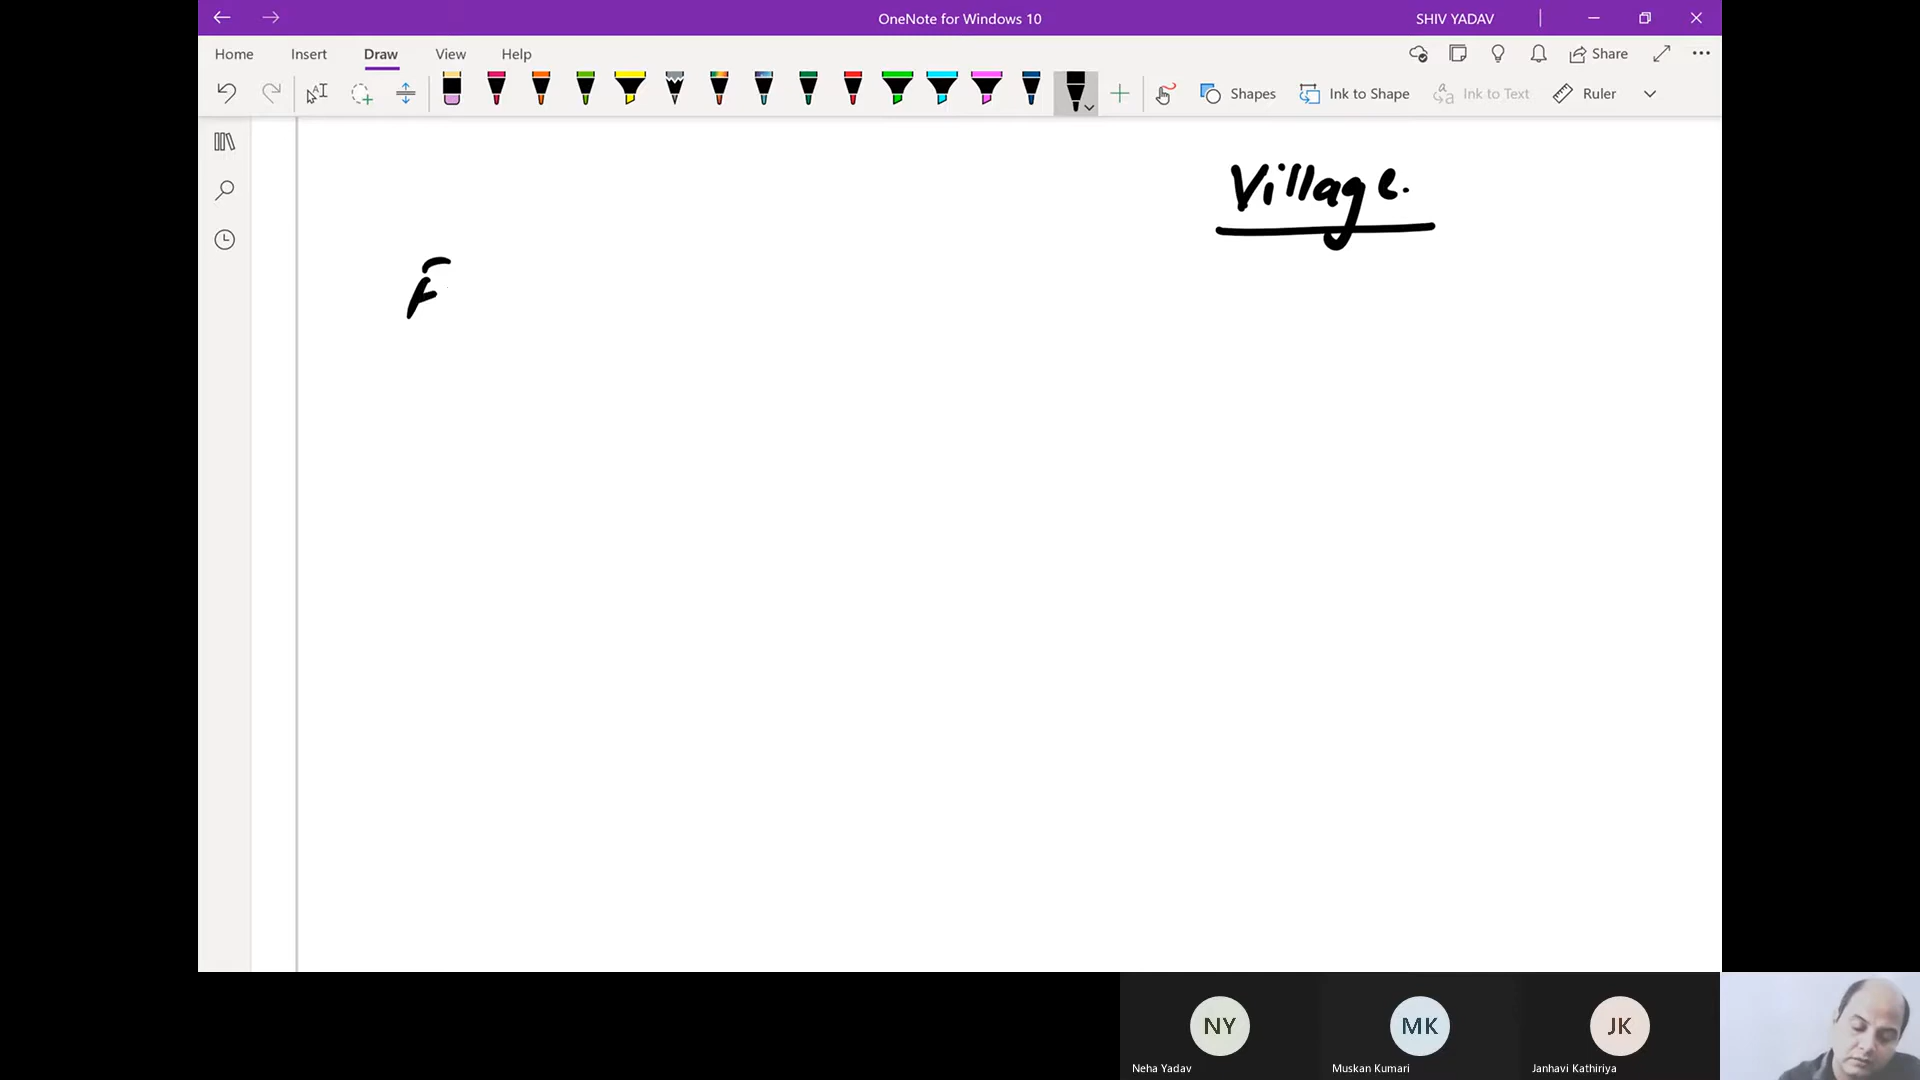 OneNote for Windows 10
SHIV YADAV
Home Insert Draw View Help
Share
Shapes Ink to Shape Ink to Text Ruler
Village.
F
NY MK JK
Neha Yadav Muskan Kumari Janhavi Kathiriya